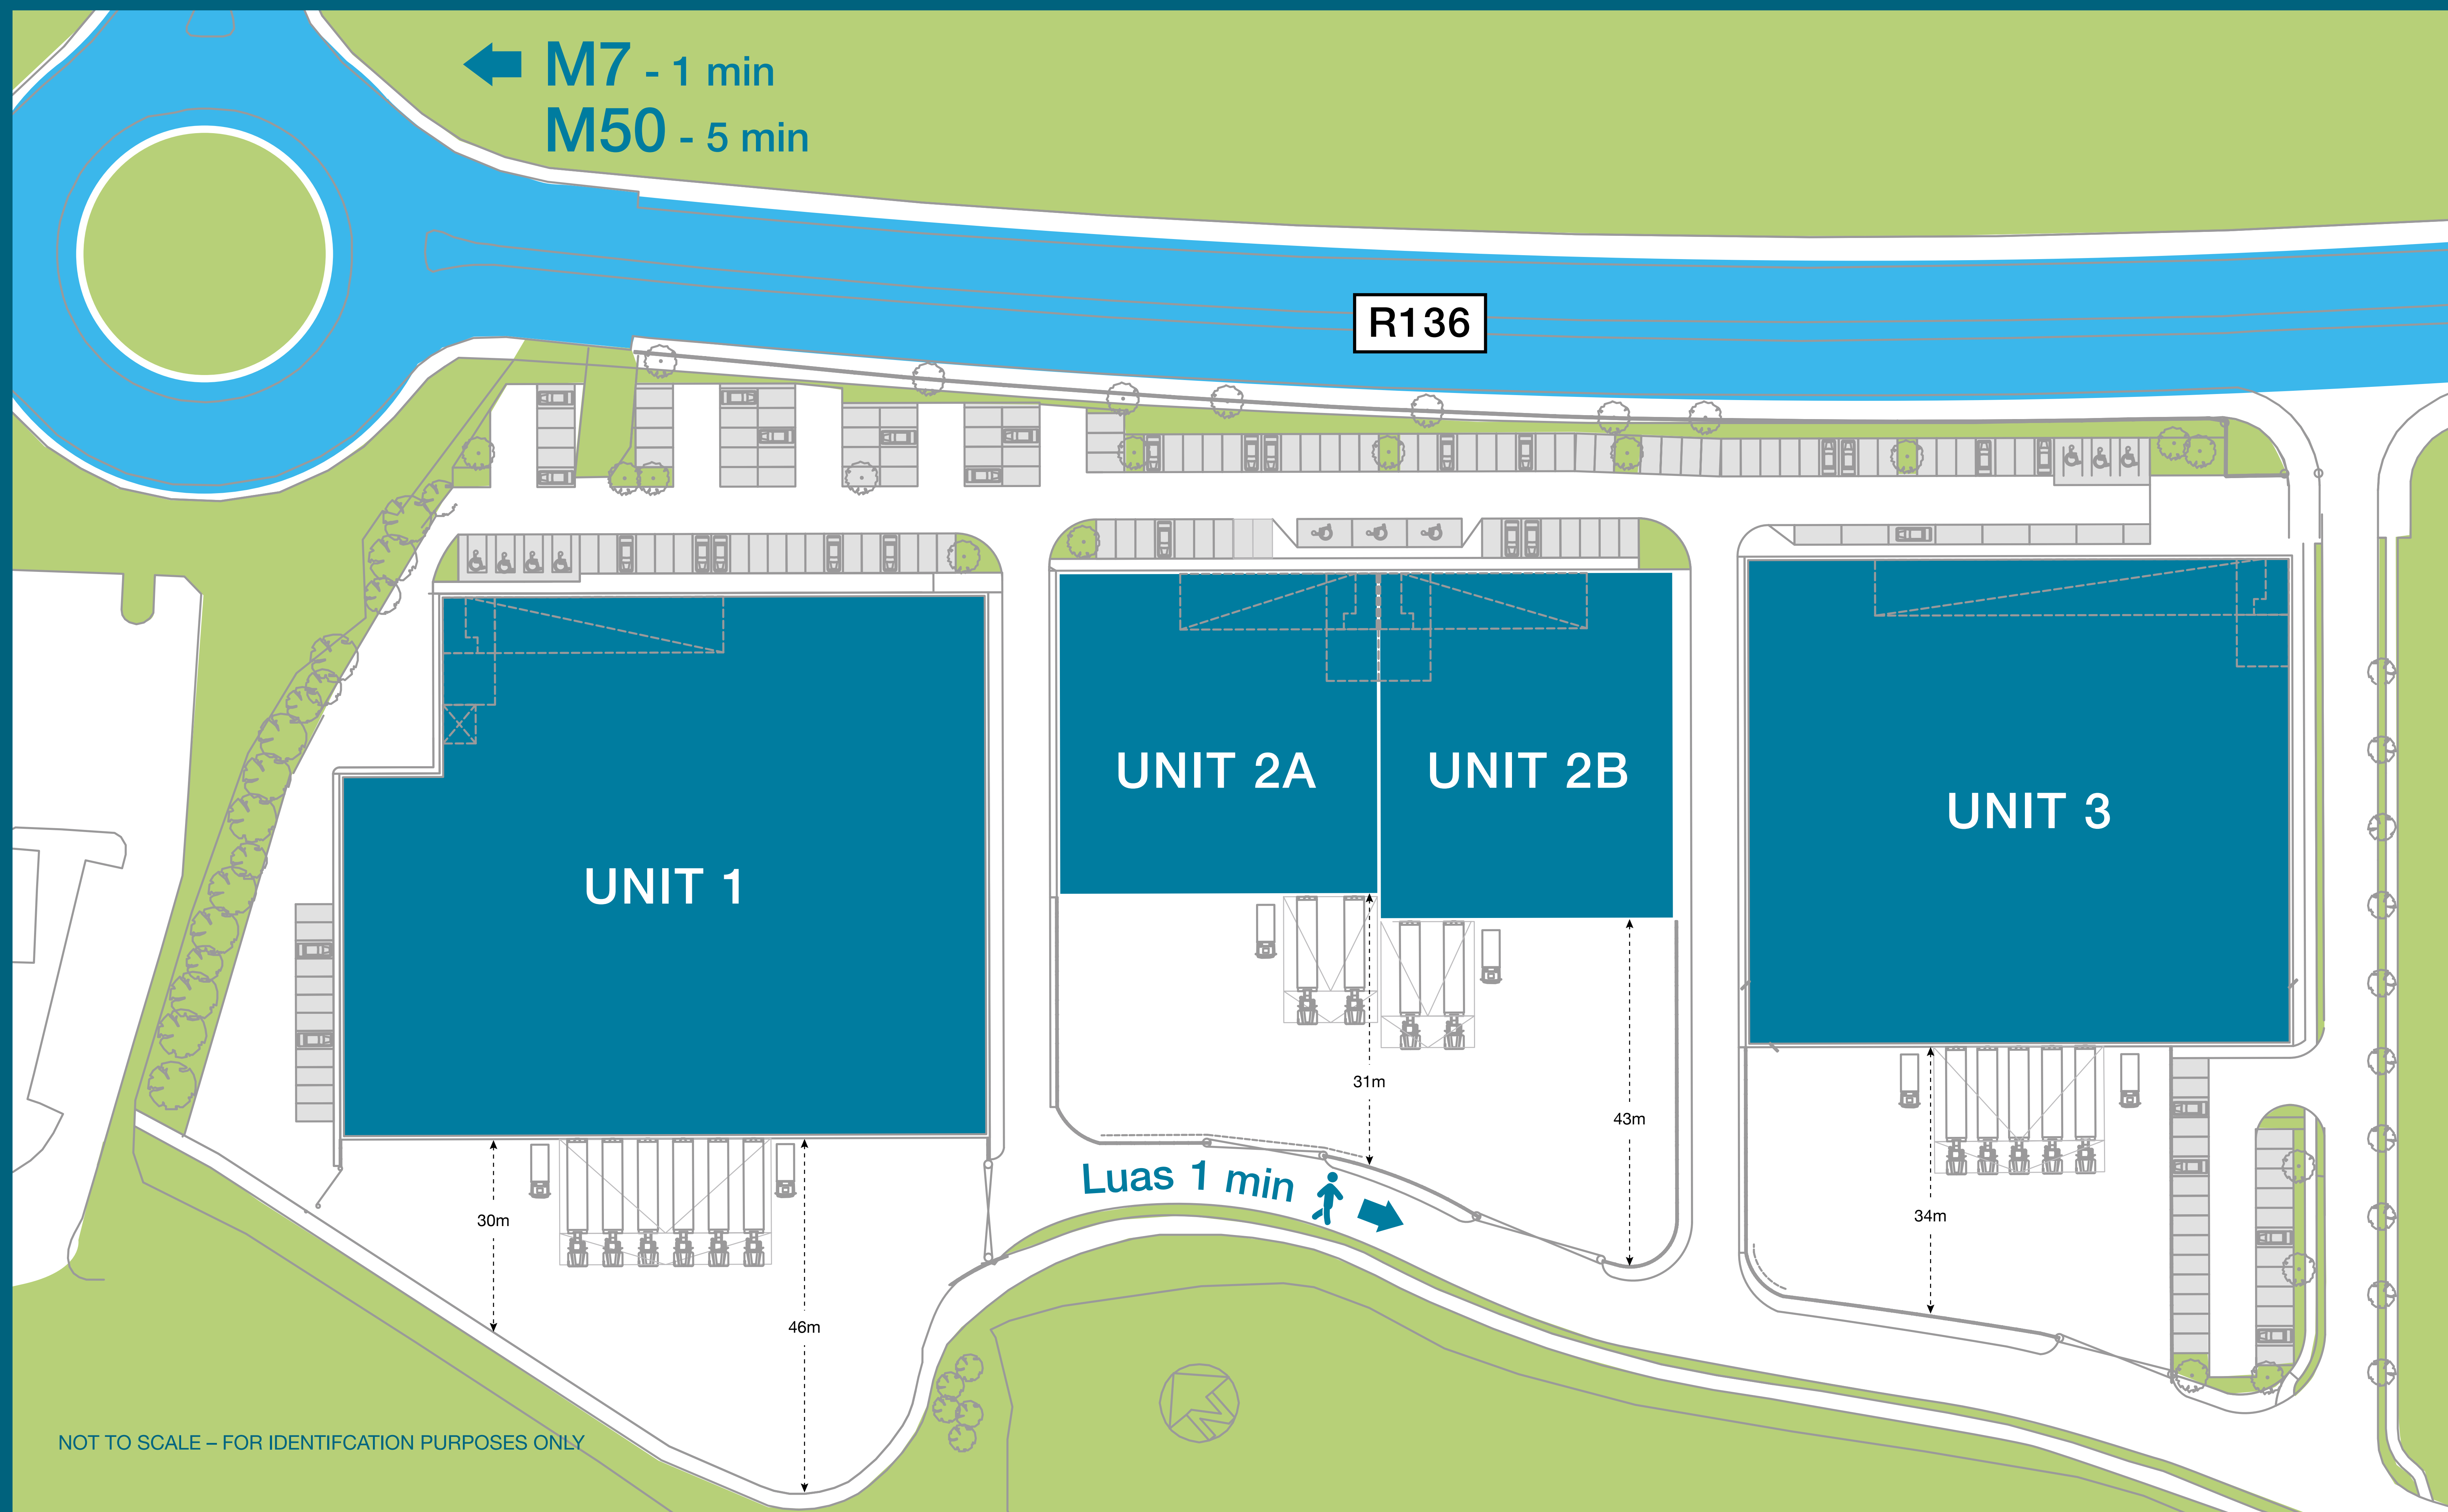 M7 - 1 min
M50 - 5 min
R136
UNIT 1
UNIT 2A
UNIT 2B
UNIT 3
31m
43m
Luas 1 min
30m
34m
46m
NOT TO SCALE – FOR IDENTIFCATION PURPOSES ONLY